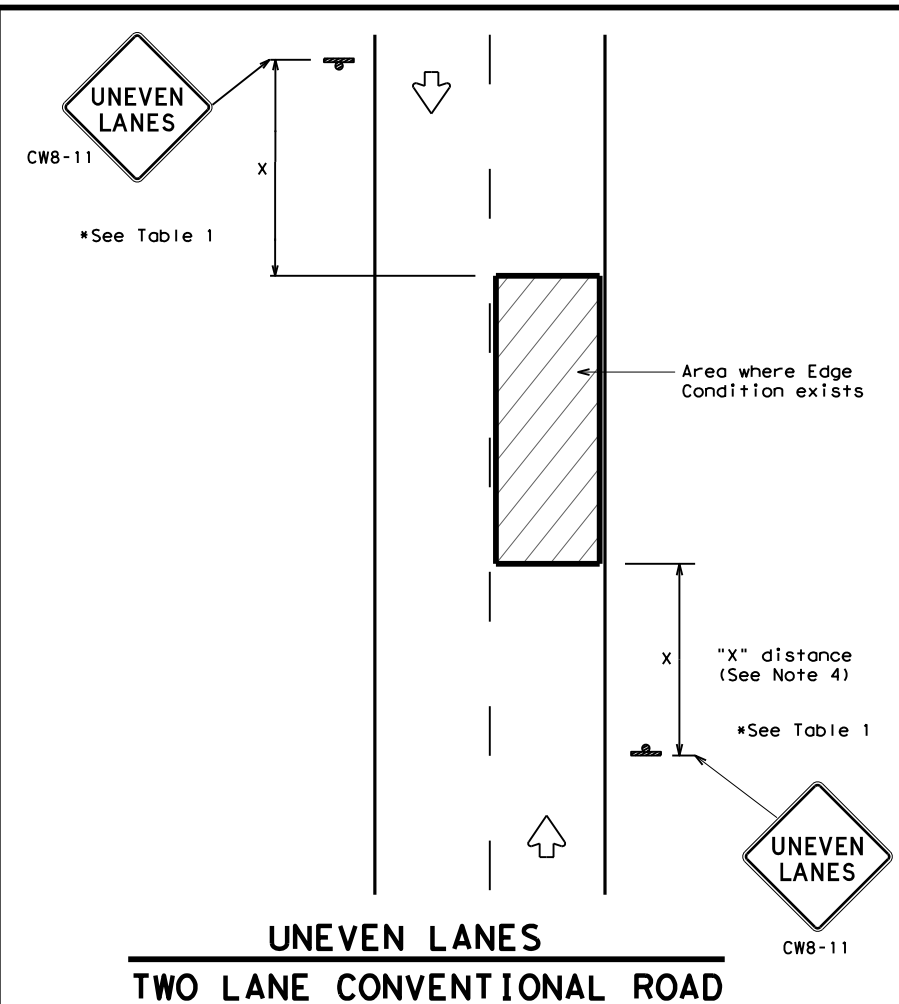 UNEVEN
LANES
CW8-11
X
*See Table 1
Area where Edge
Condition exists
X
"X" distance
(See Note 4)
*See Table 1
UNEVEN
LANES
CW8-11
UNEVEN LANES
TWO LANE CONVENTIONAL ROAD